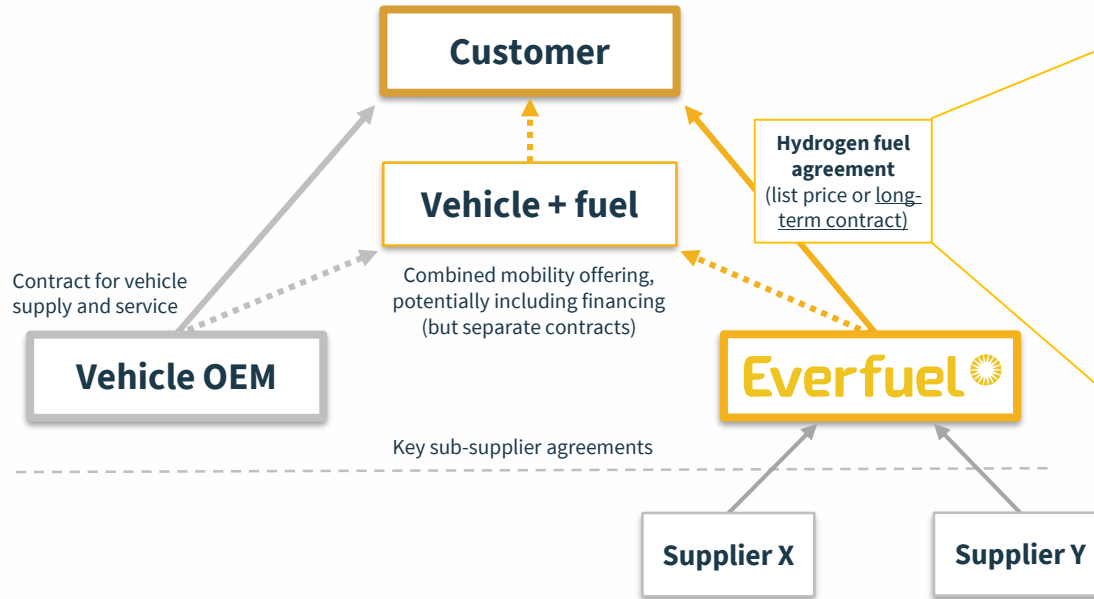 Customer
Hydrogen fuel
agreement
(list price or long-
term contract)
Vehicle + fuel
Contract for vehicle
supply and service
Combined mobility offering,
potentially including financing
(but separate contracts)
Vehicle OEM
Everfuel
Key sub-supplier agreements
Supplier X
Supplier Y